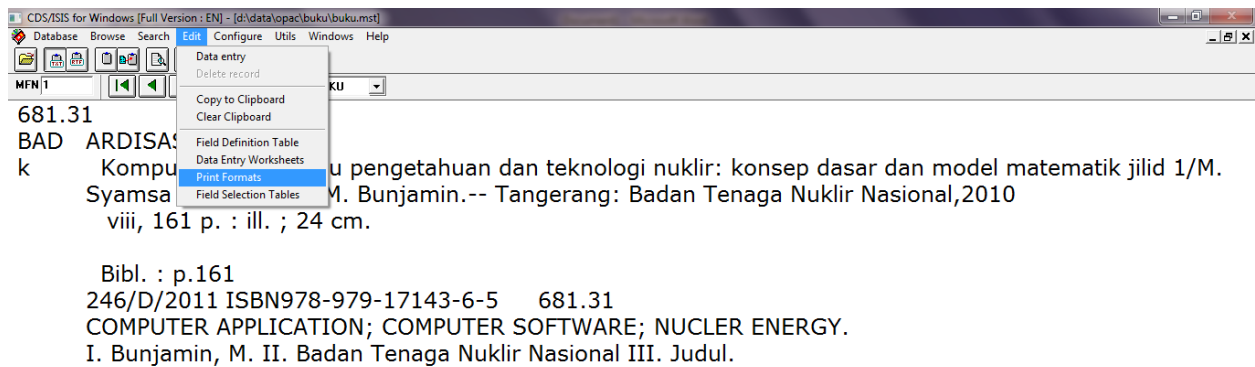 CDS/ISIS for Windows [Full Version : EN] - [d:\data\opac\buku\buku.mst]
Database Browse Search Edit Configure Utils Windows Help
Data entry
Delete record
Copy to Clipboard
Clear Clipboard
Field Definition Table
Data Entry Worksheets
Print Formats
Field Selection Tables
MFN 1 KU
681.31
BAD ARDISAS
k Kompu u pengetahuan dan teknologi nuklir: konsep dasar dan model matematik jilid 1/M.
Syamsa M. Bunjamin.-- Tangerang: Badan Tenaga Nuklir Nasional,2010
viii, 161 p. : ill. ; 24 cm.
Bibl. : p.161
246/D/2011 ISBN978-979-17143-6-5 681.31
COMPUTER APPLICATION; COMPUTER SOFTWARE; NUCLER ENERGY.
I. Bunjamin, M. II. Badan Tenaga Nuklir Nasional III. Judul.